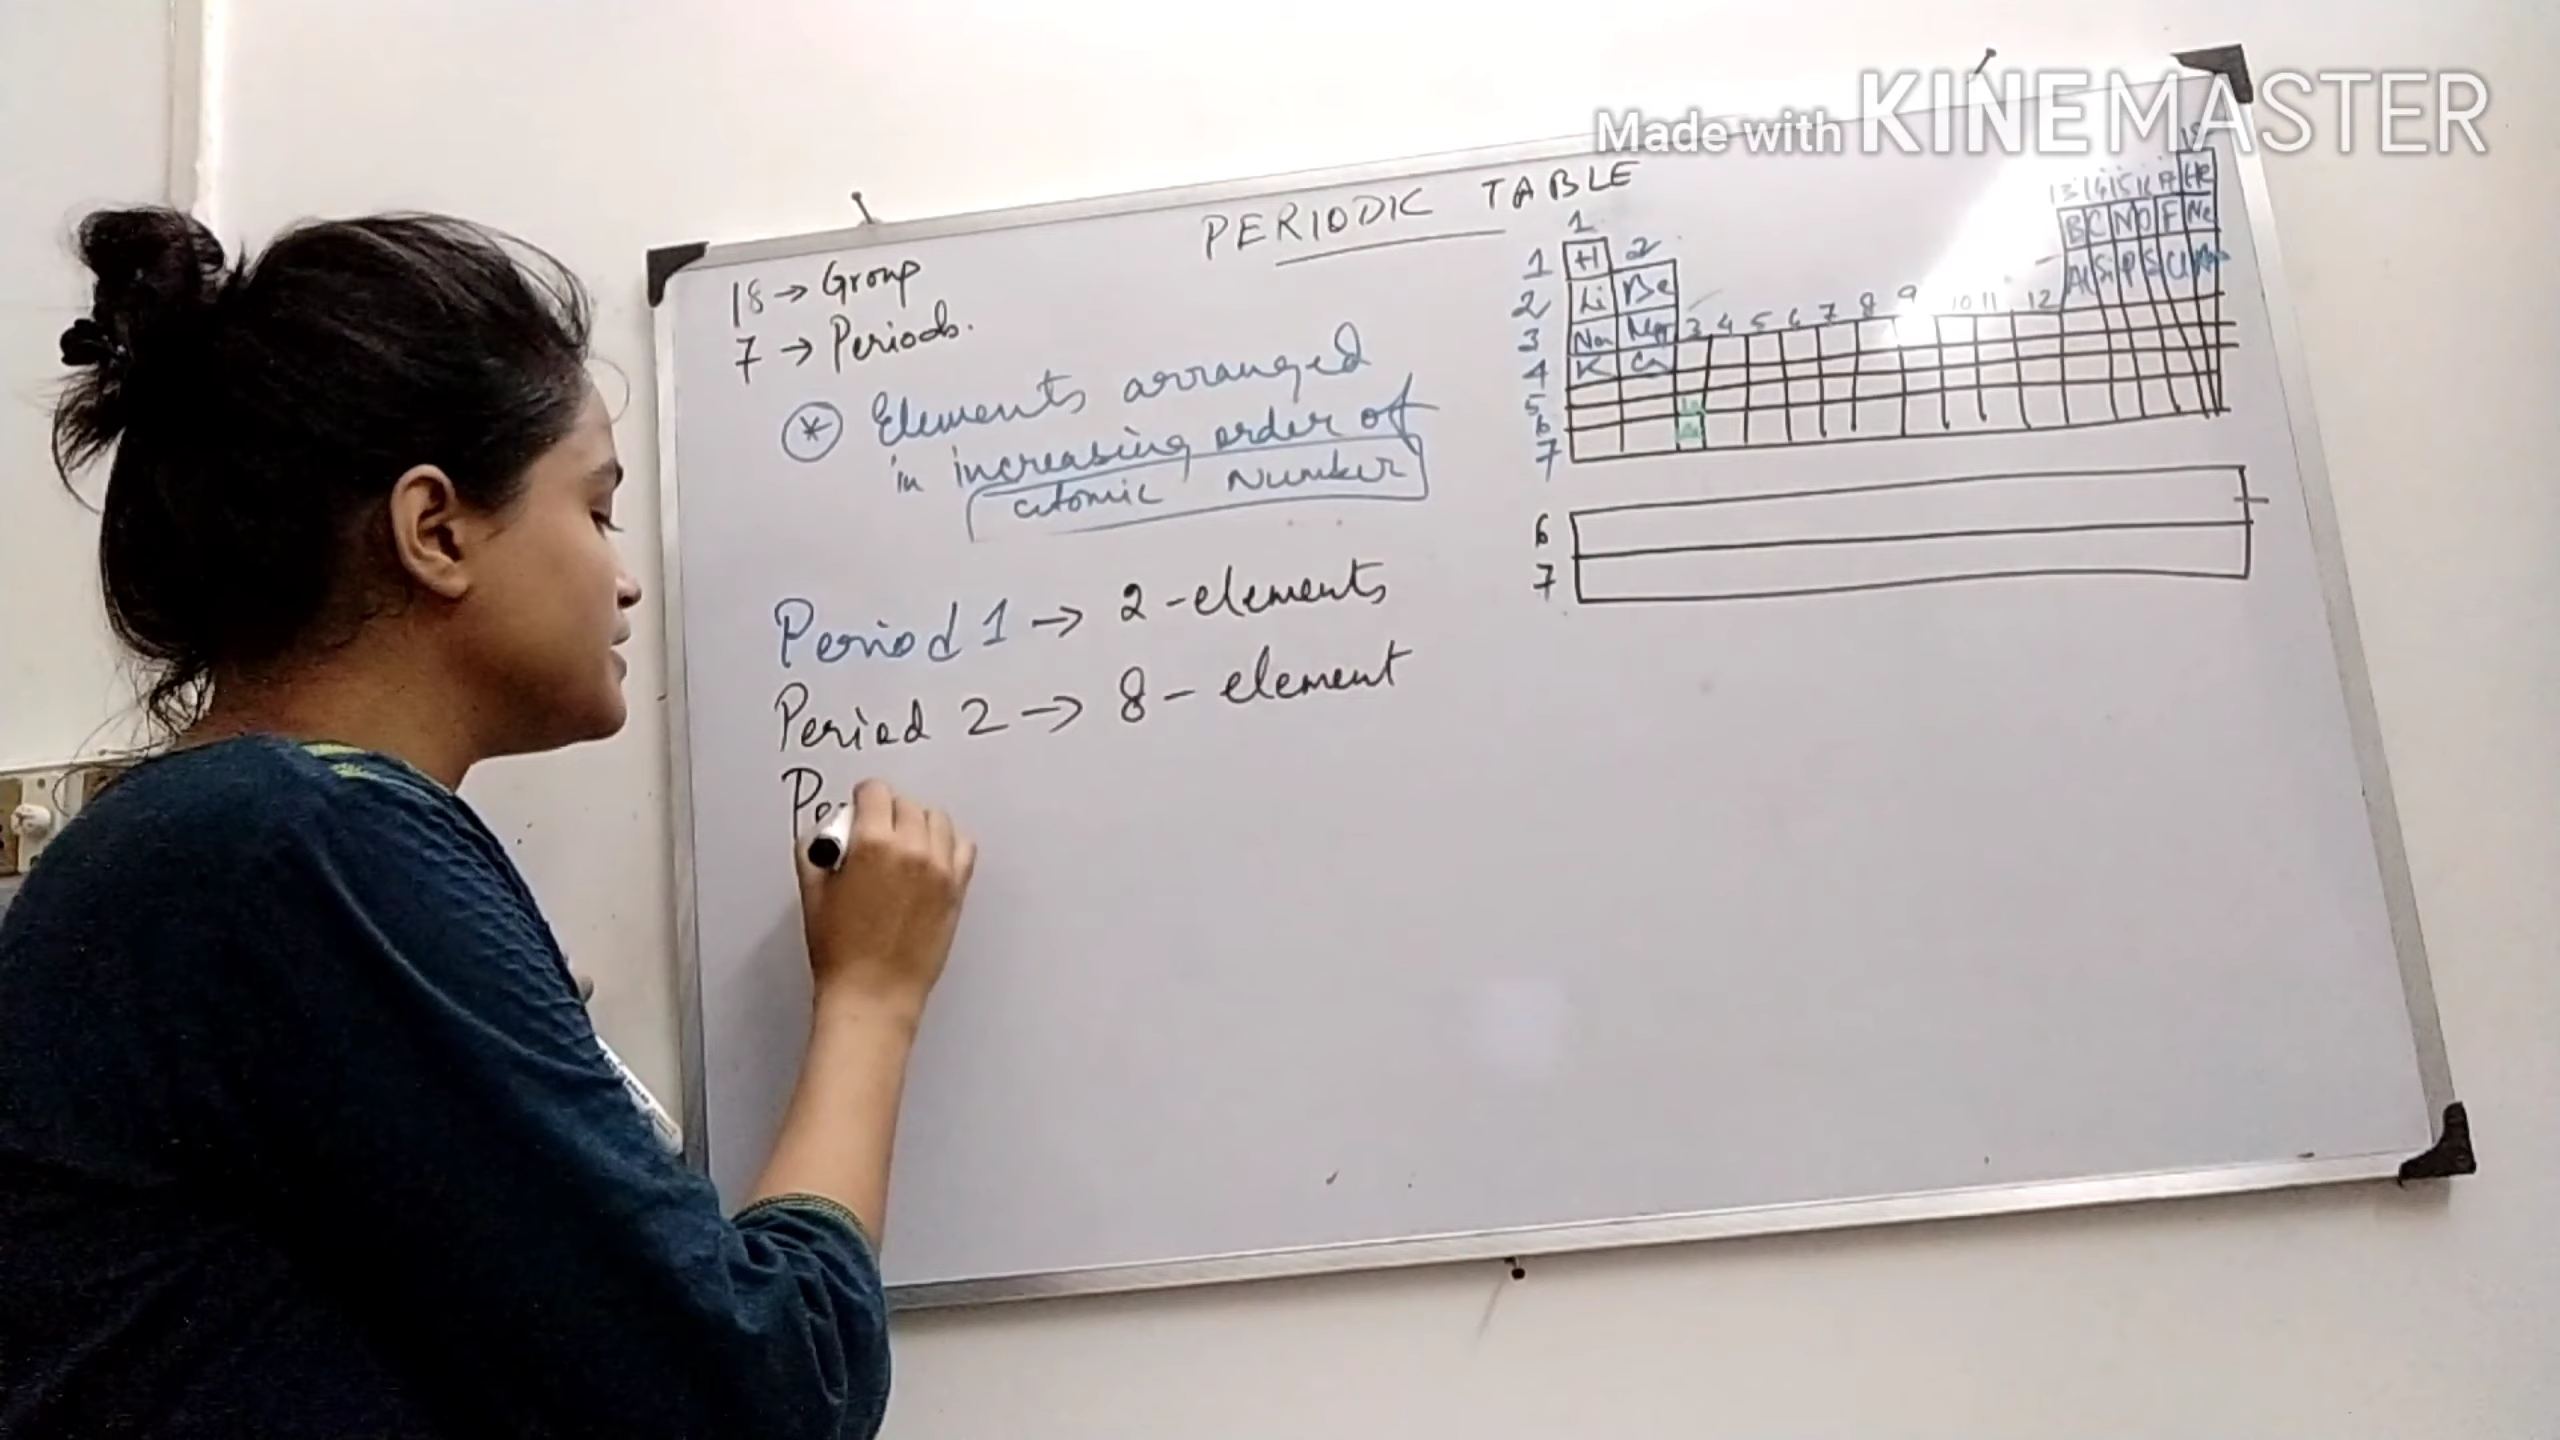 Made with KINEMASTER
PERIODIC TABLE
18 → Group
7 → Periods.
* Elements arranged
in increasing order of
atomic Number
Period 1 → 2 - elements
Period 2 → 8 - element
Pe
1
2
13 14 15 16 17 18
1 H He
2 Li Be B C N O F Ne
3 Na Mg 3 4 5 6 7 8 9 10 11 12 Al Si P S Cl
4 K Ca
5
6
7
6
7